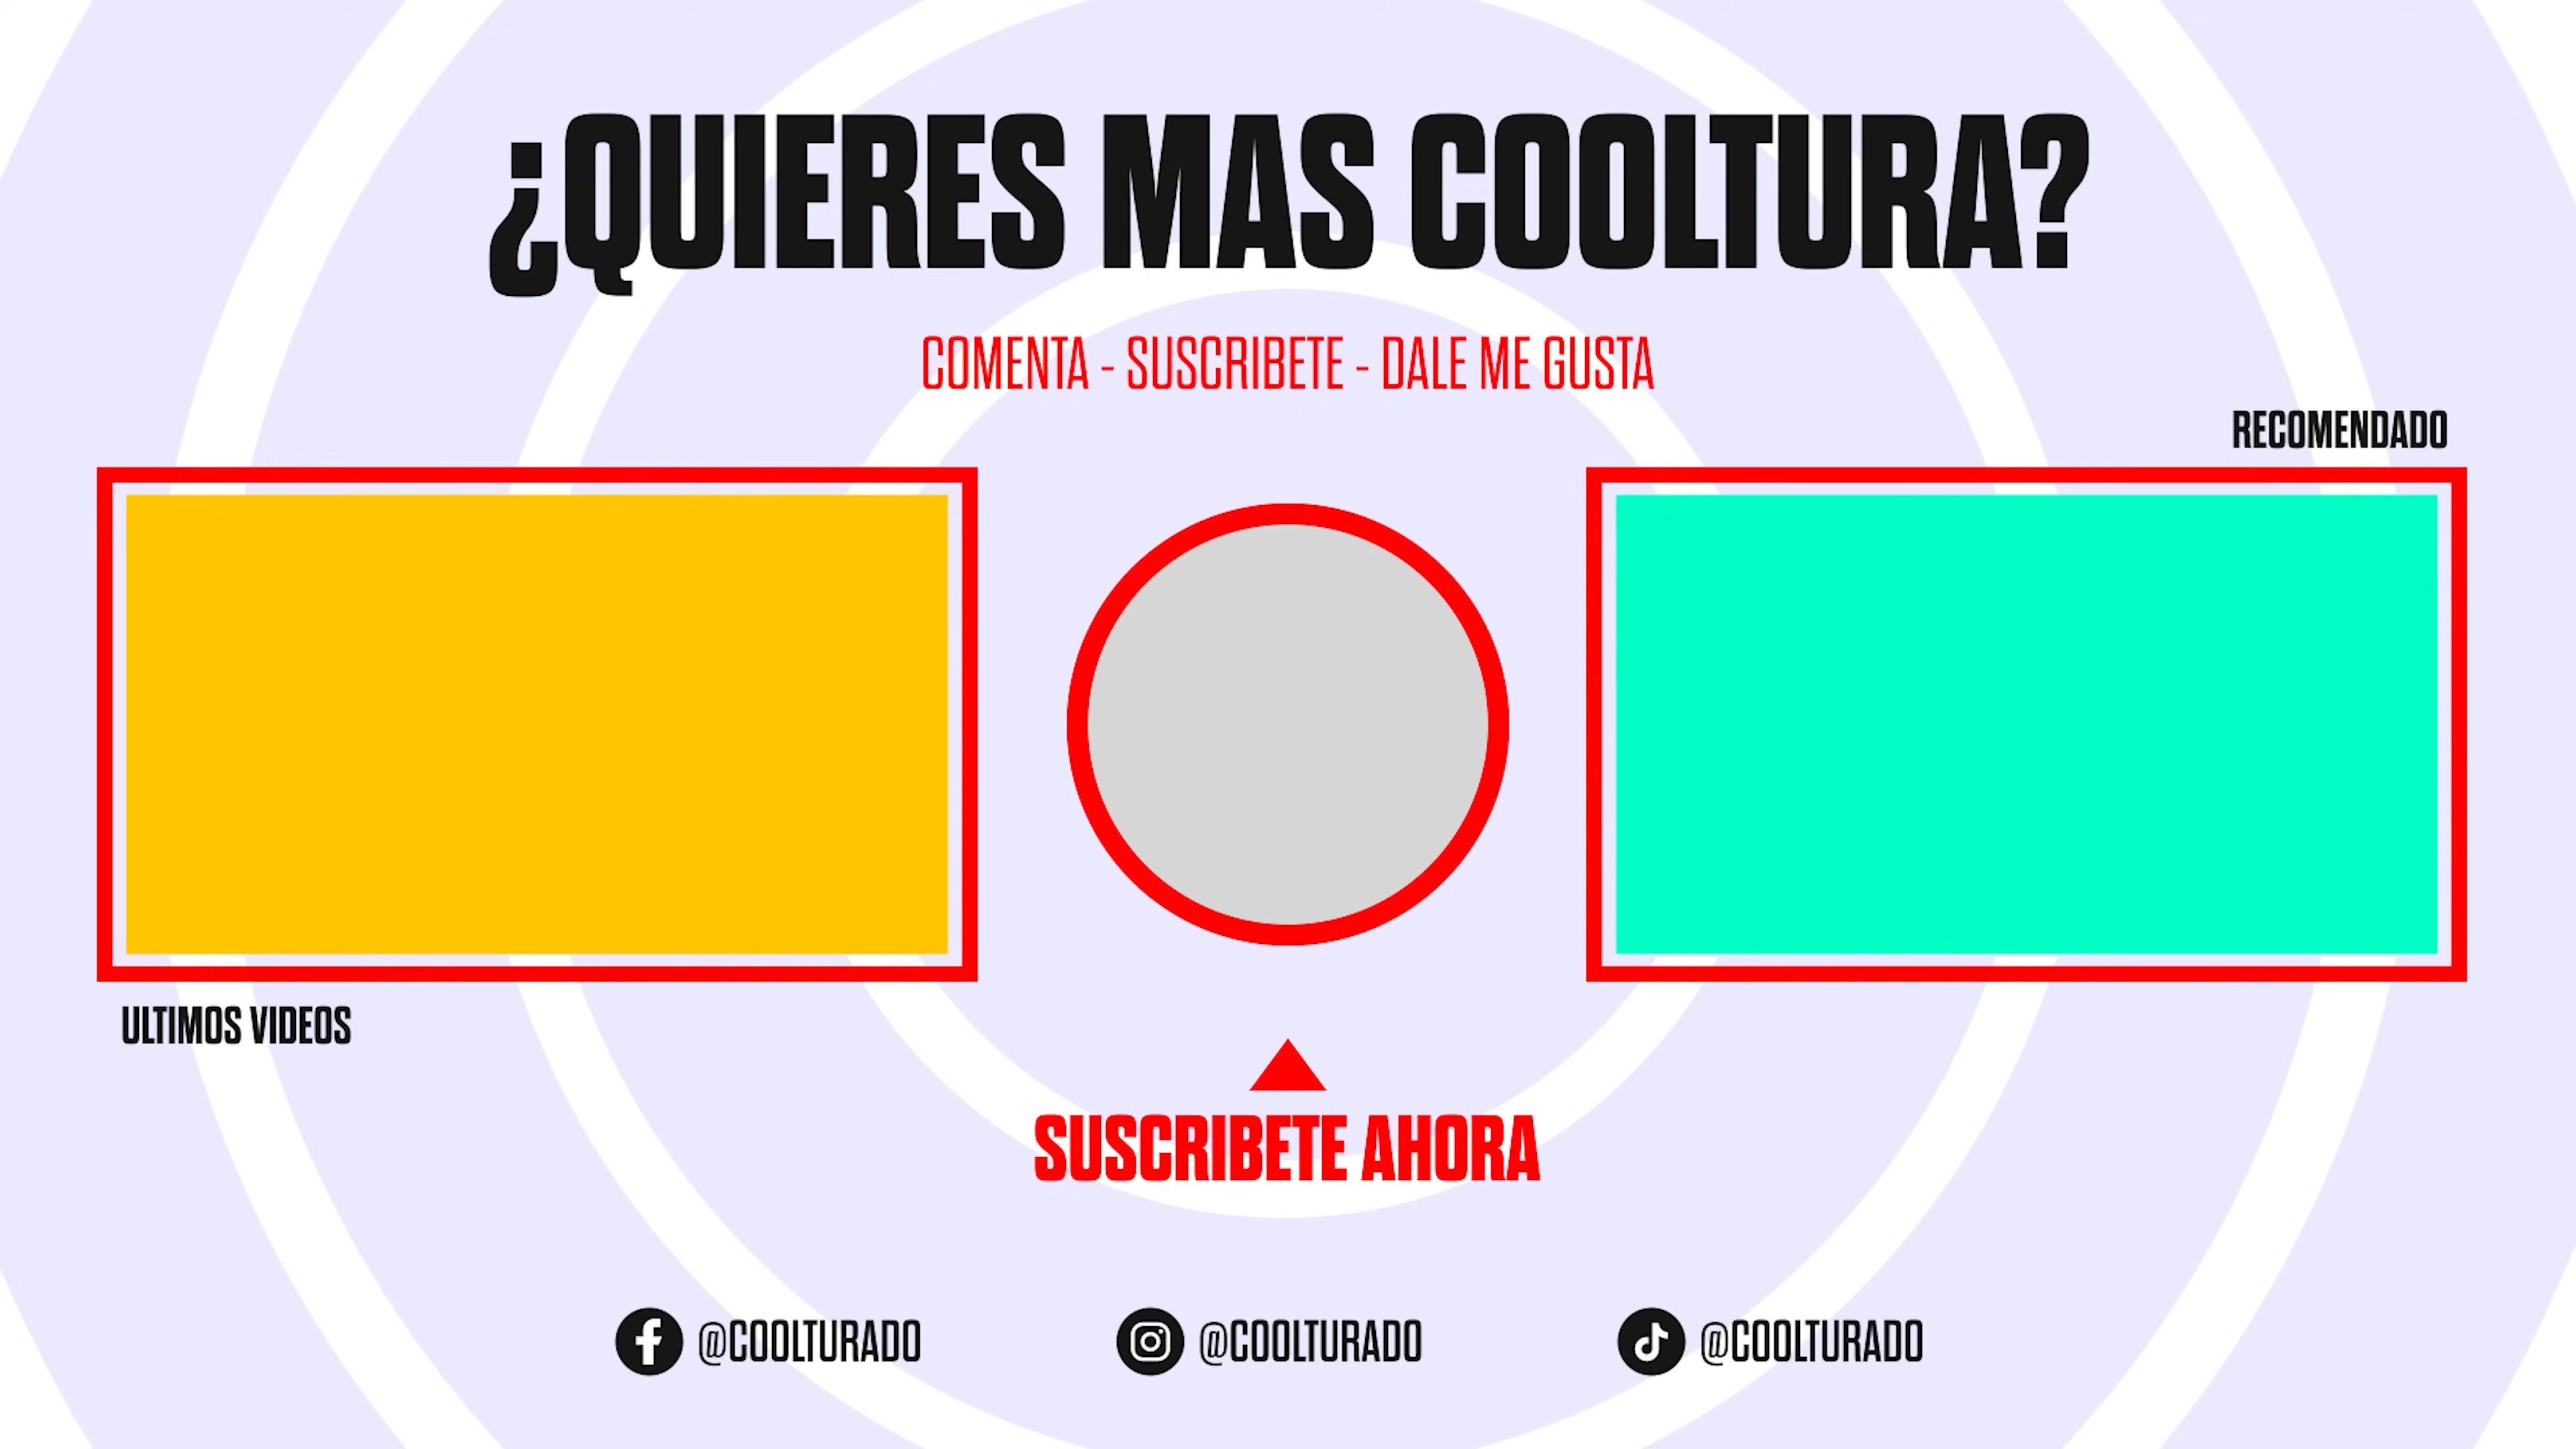 ¿QUIERES MAS COOLTURA?
COMENTA - SUSCRIBETE - DALE ME GUSTA
RECOMENDADO
ULTIMOS VIDEOS
SUSCRIBETE AHORA
@COOLTURADO
@COOLTURADO
@COOLTURADO